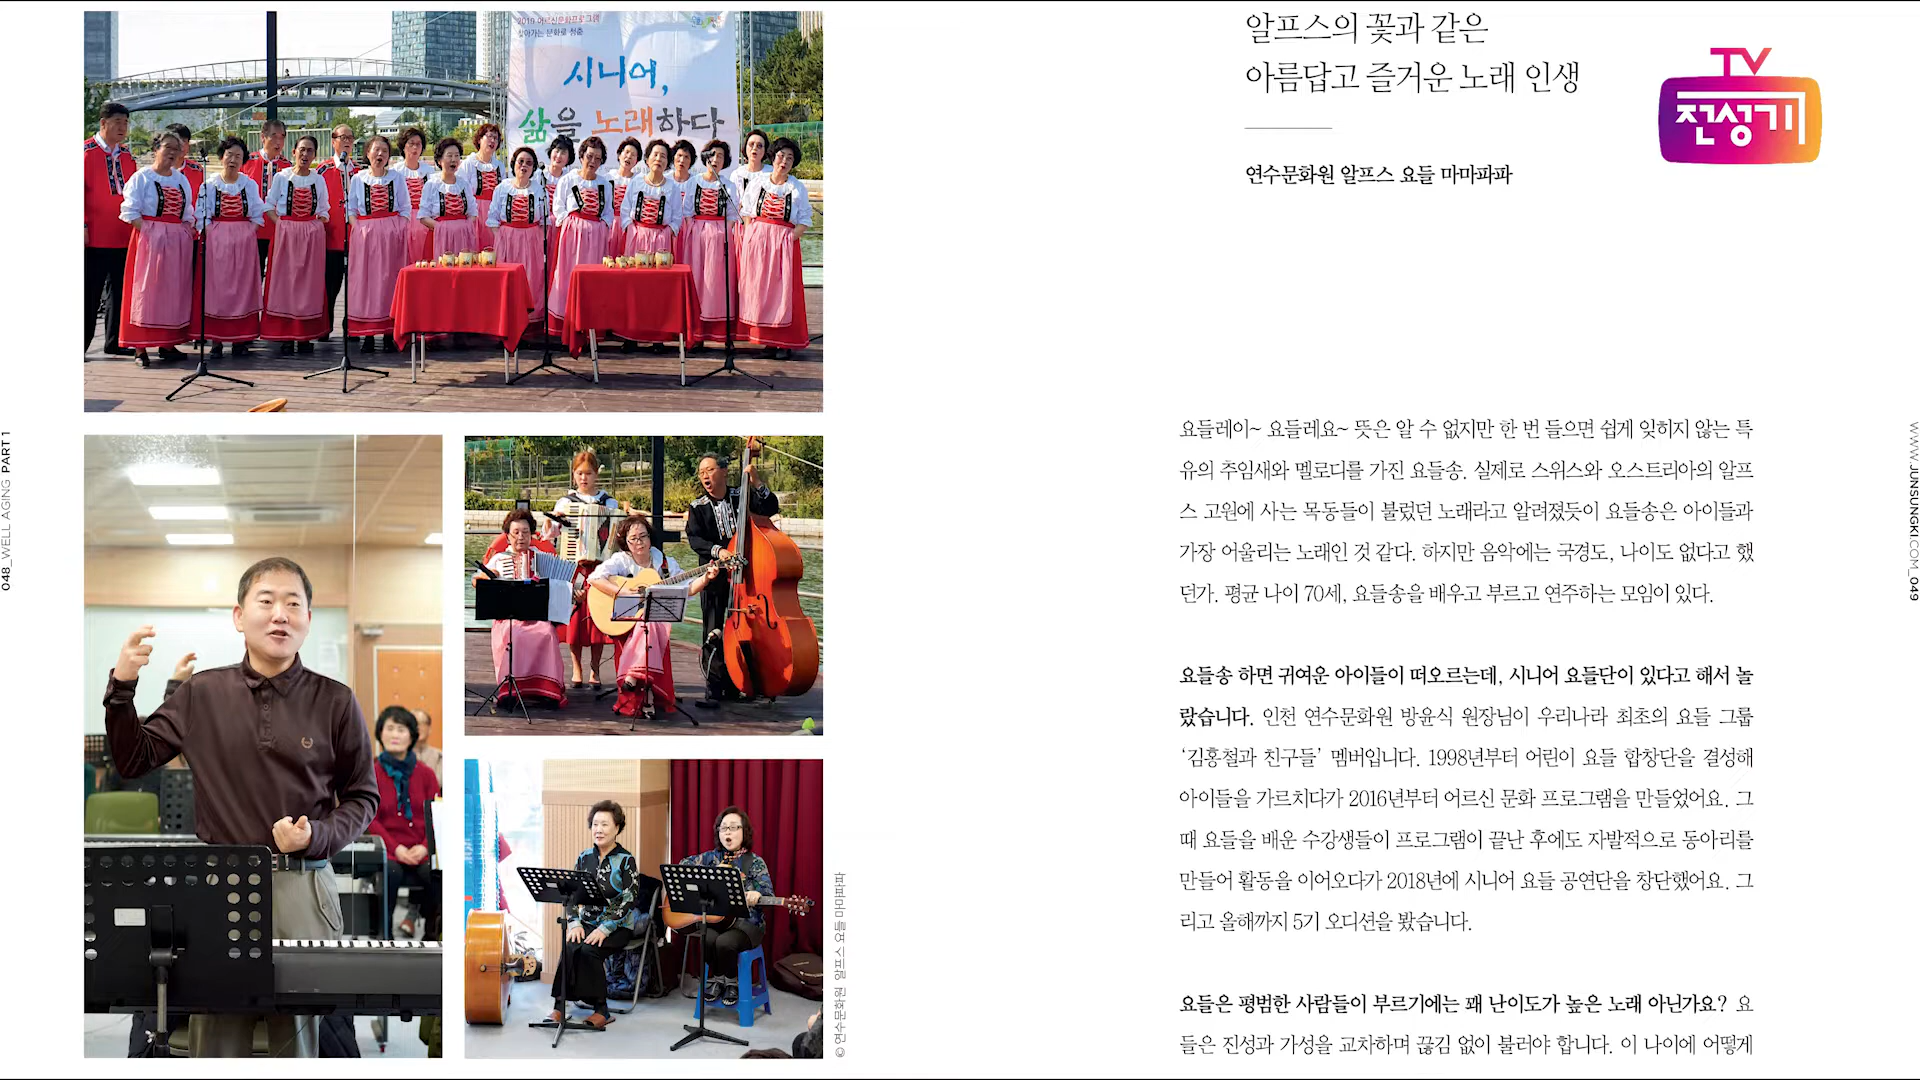 2019 어르신문화프로그램
찾아가는 문화로 청춘
시니어,
삶을 노래하다
알프스의 꽃과 같은
아름답고 즐거운 노래 인생
연수문화원 알프스 요들 마마파파
TV
전성기
요들레이~ 요들레요~ 뜻은 알 수 없지만 한 번 들으면 쉽게 잊히지 않는 특
유의 추임새와 멜로디를 가진 요들송. 실제로 스위스와 오스트리아의 알프
스 고원에 사는 목동들이 불렀던 노래라고 알려졌듯이 요들송은 아이들과
가장 어울리는 노래인 것 같다. 하지만 음악에는 국경도, 나이도 없다고 했
던가. 평균 나이 70세, 요들송을 배우고 부르고 연주하는 모임이 있다.
요들송 하면 귀여운 아이들이 떠오르는데, 시니어 요들단이 있다고 해서 놀
랐습니다. 인천 연수문화원 방윤식 원장님이 우리나라 최초의 요들 그룹
‘김홍철과 친구들’ 멤버입니다. 1998년부터 어린이 요들 합창단을 결성해
아이들을 가르치다가 2016년부터 어르신 문화 프로그램을 만들었어요. 그
때 요들을 배운 수강생들이 프로그램이 끝난 후에도 자발적으로 동아리를
만들어 활동을 이어오다가 2018년에 시니어 요들 공연단을 창단했어요. 그
리고 올해까지 5기 오디션을 봤습니다.
요들은 평범한 사람들이 부르기에는 꽤 난이도가 높은 노래 아닌가요? 요
들은 진성과 가성을 교차하며 끊김 없이 불러야 합니다. 이 나이에 어떻게
048_WELL AGING PART 1
© 연수문화원 알프스 요들 마마파파
WWW.JUNSUNGKI.COM_049